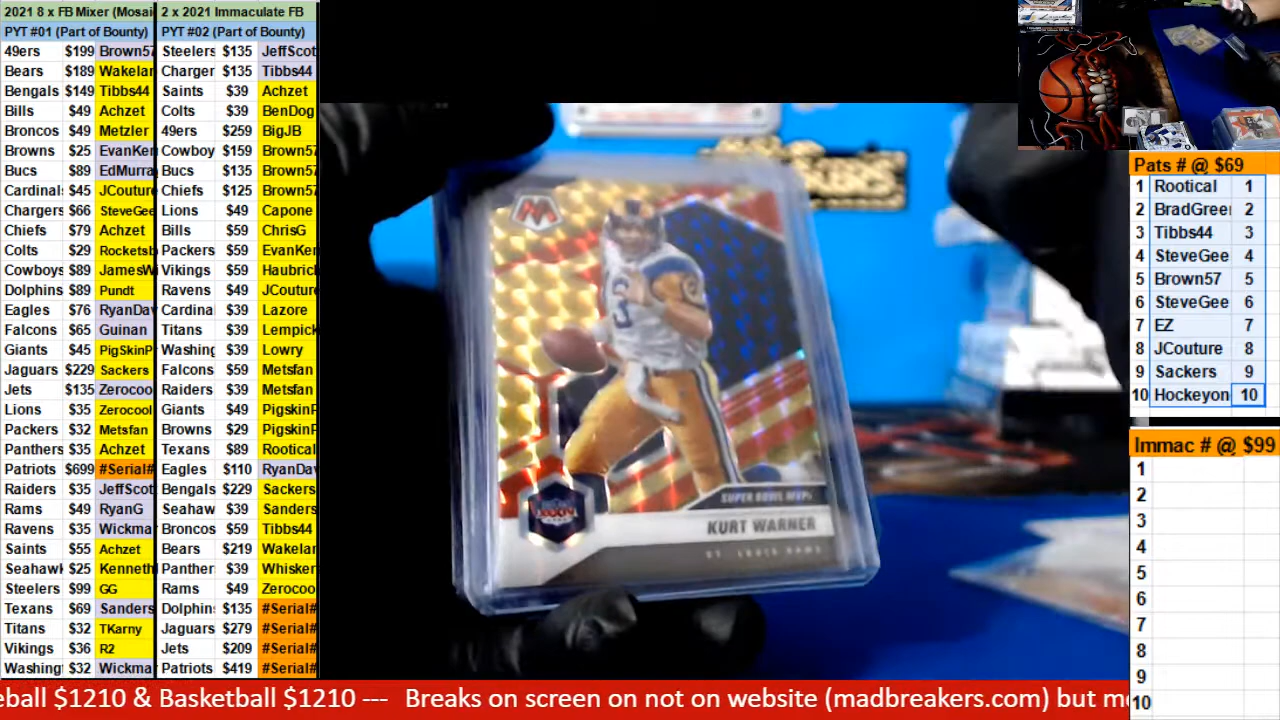 2021 8 x FB Mixer (Mosai
PYT #01 (Part of Bounty)
49ers $199 Brown57
Bears $189 Wakelar
Bengals $149 Tibbs44
Bills $49 Achzet
Broncos $49 Metzler
Browns $25 EvanKer
Bucs $89 EdMurra
Cardinal $45 JCouture
Chargers $66 SteveGee
Chiefs $79 Achzet
Colts $29 Rocketsb
Cowboys $89 JamesWi
Dolphins $89 Pundt
Eagles $76 RyanDav
Falcons $65 Guinan
Giants $45 PigSkinPr
Jaguars $229 Sackers
Jets $135 Zerocoo
Lions $35 Zerocool
Packers $32 Metsfan
Panthers $35 Achzet
Patriots $699 #Serial#
Raiders $35 JeffScot
Rams $49 RyanG
Ravens $35 Wickma
Saints $55 Achzet
Seahawk $25 Kenneth
Steelers $99 GG
Texans $69 Sanders
Titans $32 TKarny
Vikings $36 R2
Washing $32 Wickma
2 x 2021 Immaculate FB
PYT #02 (Part of Bounty)
Steelers $135 JeffScot
Charger $135 Tibbs44
Saints $39 Achzet
Colts $39 BenDog
49ers $259 BigJB
Cowboy $159 Brown57
Bucs $135 Brown57
Chiefs $125 Brown57
Lions $49 Capone
Bills $59 ChrisG
Packers $59 EvanKer
Vikings $59 Haubric
Ravens $49 JCouture
Cardina $39 Lazore
Titans $39 Lempick
Washing $39 Lowry
Falcons $59 Metsfan
Raiders $39 Metsfan
Giants $49 PigskinP
Browns $29 PigskinP
Texans $89 Rootical
Eagles $110 RyanDav
Bengals $229 Sackers
Seahaw $39 Sanders
Broncos $59 Tibbs44
Bears $219 Wakelar
Panther $39 Whisker
Rams $49 Zerocoo
Dolphin $135 #Serial#
Jaguars $279 #Serial#
Jets $209 #Serial#
Patriots $419 #Serial#
SUPER BOWL MVPs
KURT WARNER
ST. LOUIS RAMS
Pats # @ $69
1 Rootical 1
2 BradGree 2
3 Tibbs44 3
4 SteveGee 4
5 Brown57 5
6 SteveGee 6
7 EZ 7
8 JCouture 8
9 Sackers 9
10 Hockeyon 10
Immac # @ $99
1
2
3
4
5
6
7
8
9
10
eball $1210 & Basketball $1210 --- Breaks on screen on not on website (madbreakers.com) but m